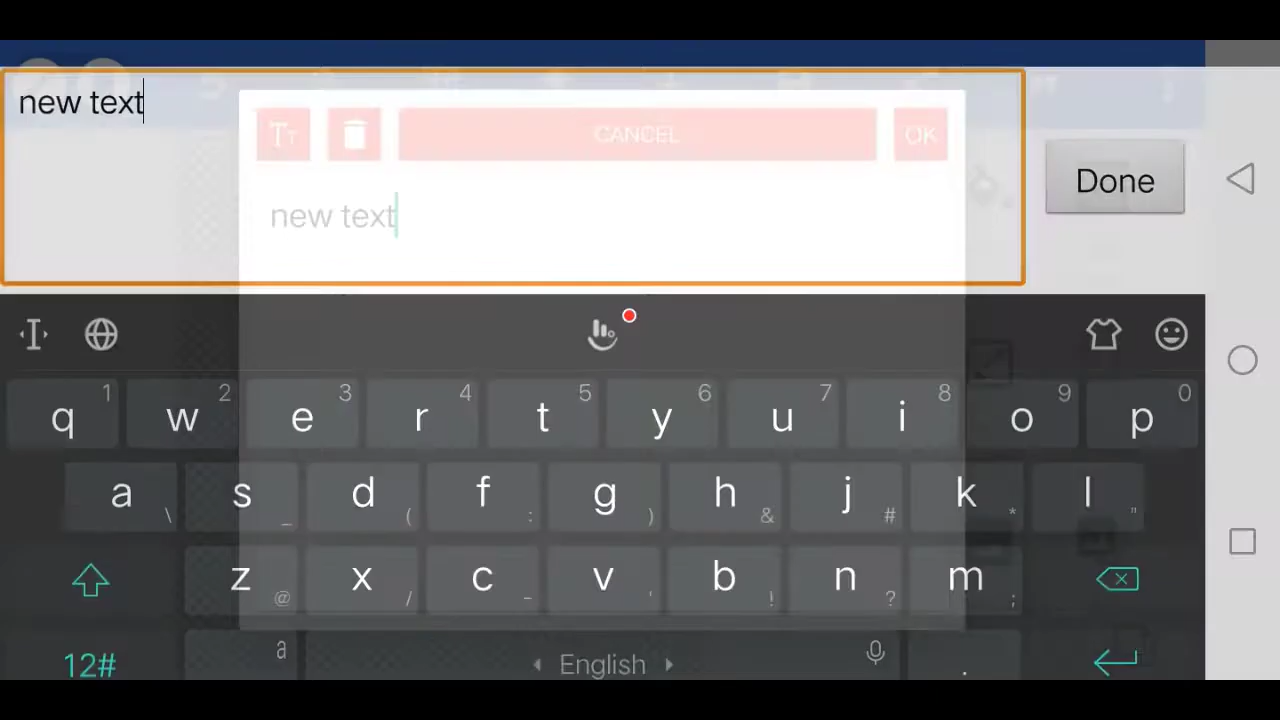 new text
Done
Tт CANCEL OK
new text
1 2 3 4 5 6 7 8 9 0
q w e r t y u i o p
a s d f g h j k l
\ _ ( : ) & # * "
z x c v b n m
@ / - ' ! ? ;
12# a English .